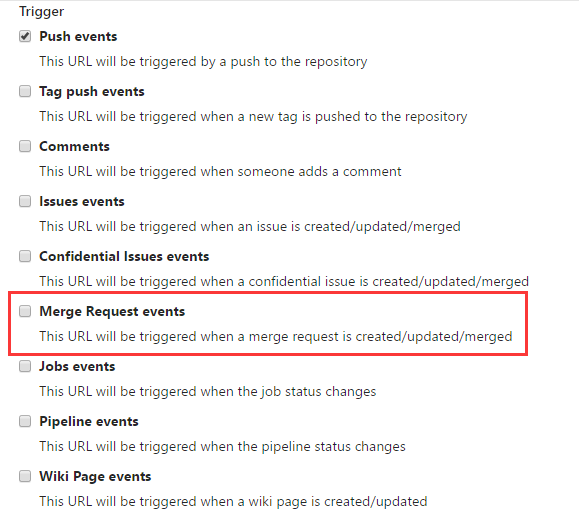 Trigger
Push events
This URL will be triggered by a push to the repository
Tag push events
This URL will be triggered when a new tag is pushed to the repository
Comments
This URL will be triggered when someone adds a comment
Issues events
This URL will be triggered when an issue is created/updated/merged
Confidential Issues events
This URL will be triggered when a confidential issue is created/updated/merged
Merge Request events
This URL will be triggered when a merge request is created/updated/merged
Jobs events
This URL will be triggered when the job status changes
Pipeline events
This URL will be triggered when the pipeline status changes
Wiki Page events
This URL will be triggered when a wiki page is created/updated